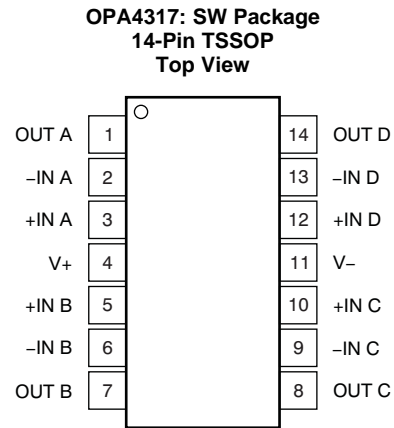 OPA4317: SW Package
14-Pin TSSOP
Top View
OUT A 1 14 OUT D
−IN A 2 13 −IN D
+IN A 3 12 +IN D
V+ 4 11 V−
+IN B 5 10 +IN C
−IN B 6 9 −IN C
OUT B 7 8 OUT C